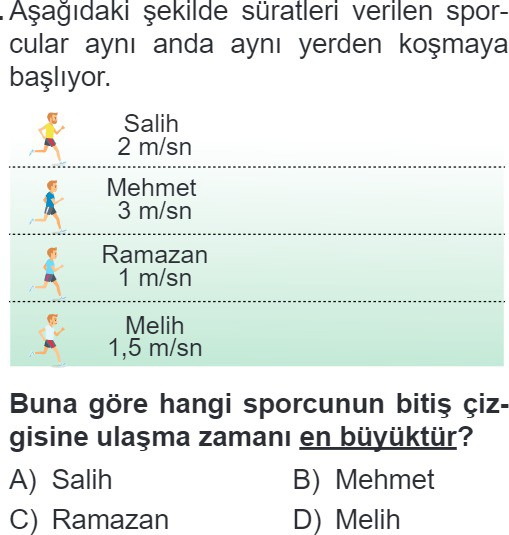 . Aşağıdaki şekilde süratleri verilen spor-
cular aynı anda aynı yerden koşmaya
başlıyor.
Salih
2 m/sn
Mehmet
3 m/sn
Ramazan
1 m/sn
Melih
1,5 m/sn
Buna göre hangi sporcunun bitiş çiz-
gisine ulaşma zamanı en büyüktür?
A) Salih B) Mehmet
C) Ramazan D) Melih